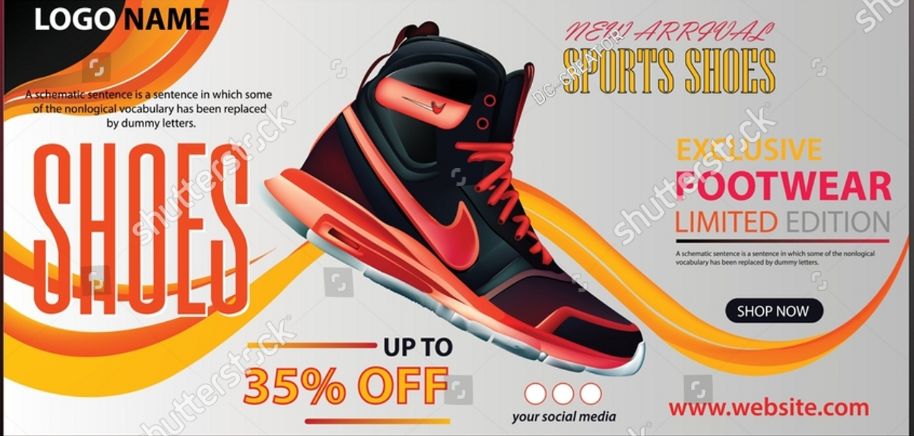 LOGO NAME
A schematic sentence is a sentence in which some
of the nonlogical vocabulary has been replaced
by dummy letters.
SHOES
NEW ARRIVAL
SPORTS SHOES
EXCLUSIVE
FOOTWEAR
LIMITED EDITION
A schematic sentence is a sentence in which some of the nonlogical
vocabulary has been replaced by dummy letters.
SHOP NOW
UP TO
35% OFF
your social media
www.website.com
shutterstock
shutterstock
shutterstock
shutterstock
shutterstock
DC-CREATOR